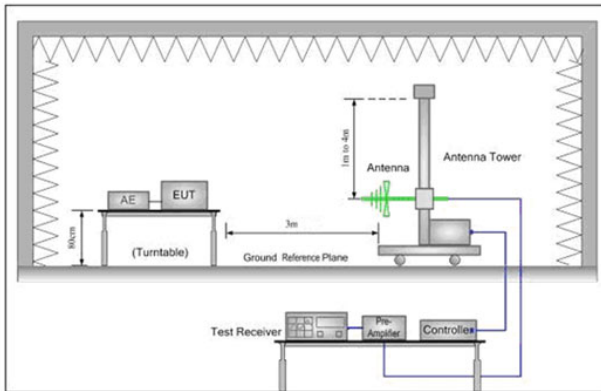 1m to 4m
Antenna
Antenna Tower
AE
EUT
80cm
(Turntable)
3m
Ground Reference Plane
Test Receiver
Pre-
Amplifier
Controller